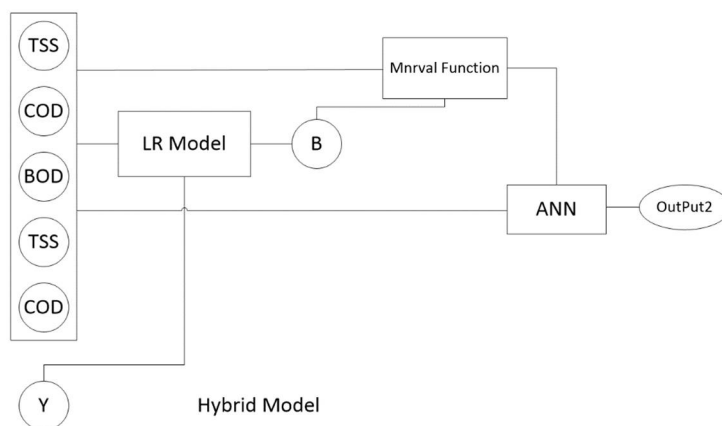 TSS
Mnrval Function
COD
LR Model
B
BOD
TSS
ANN
OutPut2
COD
Y
Hybrid Model